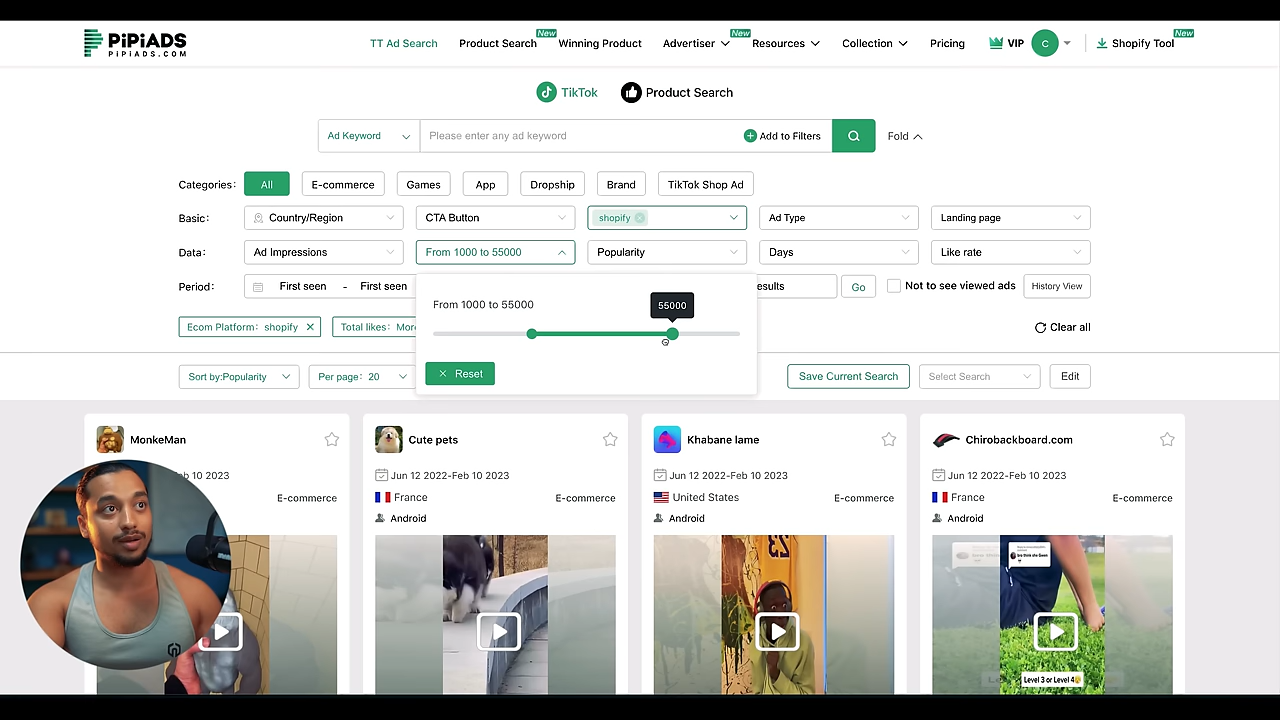 PiPiADS
PIPIADS.COM
TT Ad Search
Product Search
New
Winning Product
Advertiser
New
Resources
Collection
Pricing
VIP
C
Shopify Tool
New
TikTok
Product Search
Ad Keyword
Please enter any ad keyword
Add to Filters
Fold
Categories:
All
E-commerce
Games
App
Dropship
Brand
TikTok Shop Ad
Basic:
Country/Region
CTA Button
shopify
Ad Type
Landing page
Data:
Ad Impressions
From 1000 to 55000
Popularity
Days
Like rate
Period:
First seen - First seen
Go
Not to see viewed ads
History View
From 1000 to 55000
55000
Ecom Platform: shopify
Total likes:
Clear all
Reset
Sort by:Popularity
Per page: 20
Save Current Search
Select Search
Edit
MonkeMan
Cute pets
Khabane lame
Chirobackboard.com
10 2023
Jun 12 2022-Feb 10 2023
Jun 12 2022-Feb 10 2023
Jun 12 2022-Feb 10 2023
E-commerce
France
E-commerce
United States
E-commerce
France
E-commerce
Android
Android
Android
23
Level 3 or Level 4